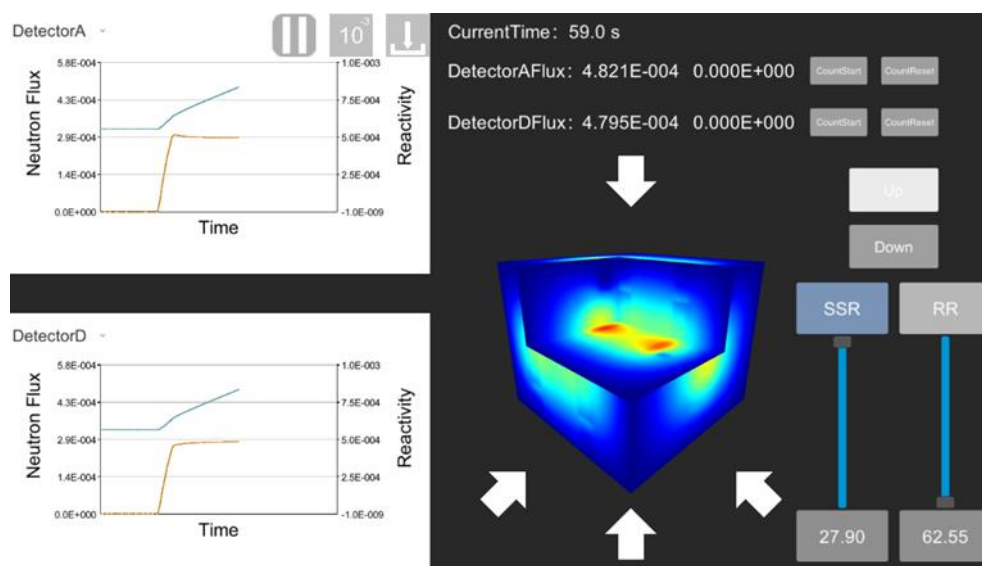 DetectorA
10 -3
Neutron Flux
5.8E-004
4.3E-004
2.9E-004
1.4E-004
0.0E+000
1.0E-003
7.5E-004
5.0E-004
2.5E-004
-1.0E-009
Reactivity
Time
DetectorD
Neutron Flux
5.8E-004
4.3E-004
2.9E-004
1.4E-004
0.0E+000
1.0E-003
7.5E-004
5.0E-004
2.5E-004
-1.0E-009
Reactivity
Time
CurrentTime: 59.0 s
DetectorAFlux: 4.821E-004 0.000E+000 CountStart CountReset
DetectorDFlux: 4.795E-004 0.000E+000 CountStart CountReset
Up
Down
SSR RR
27.90 62.55